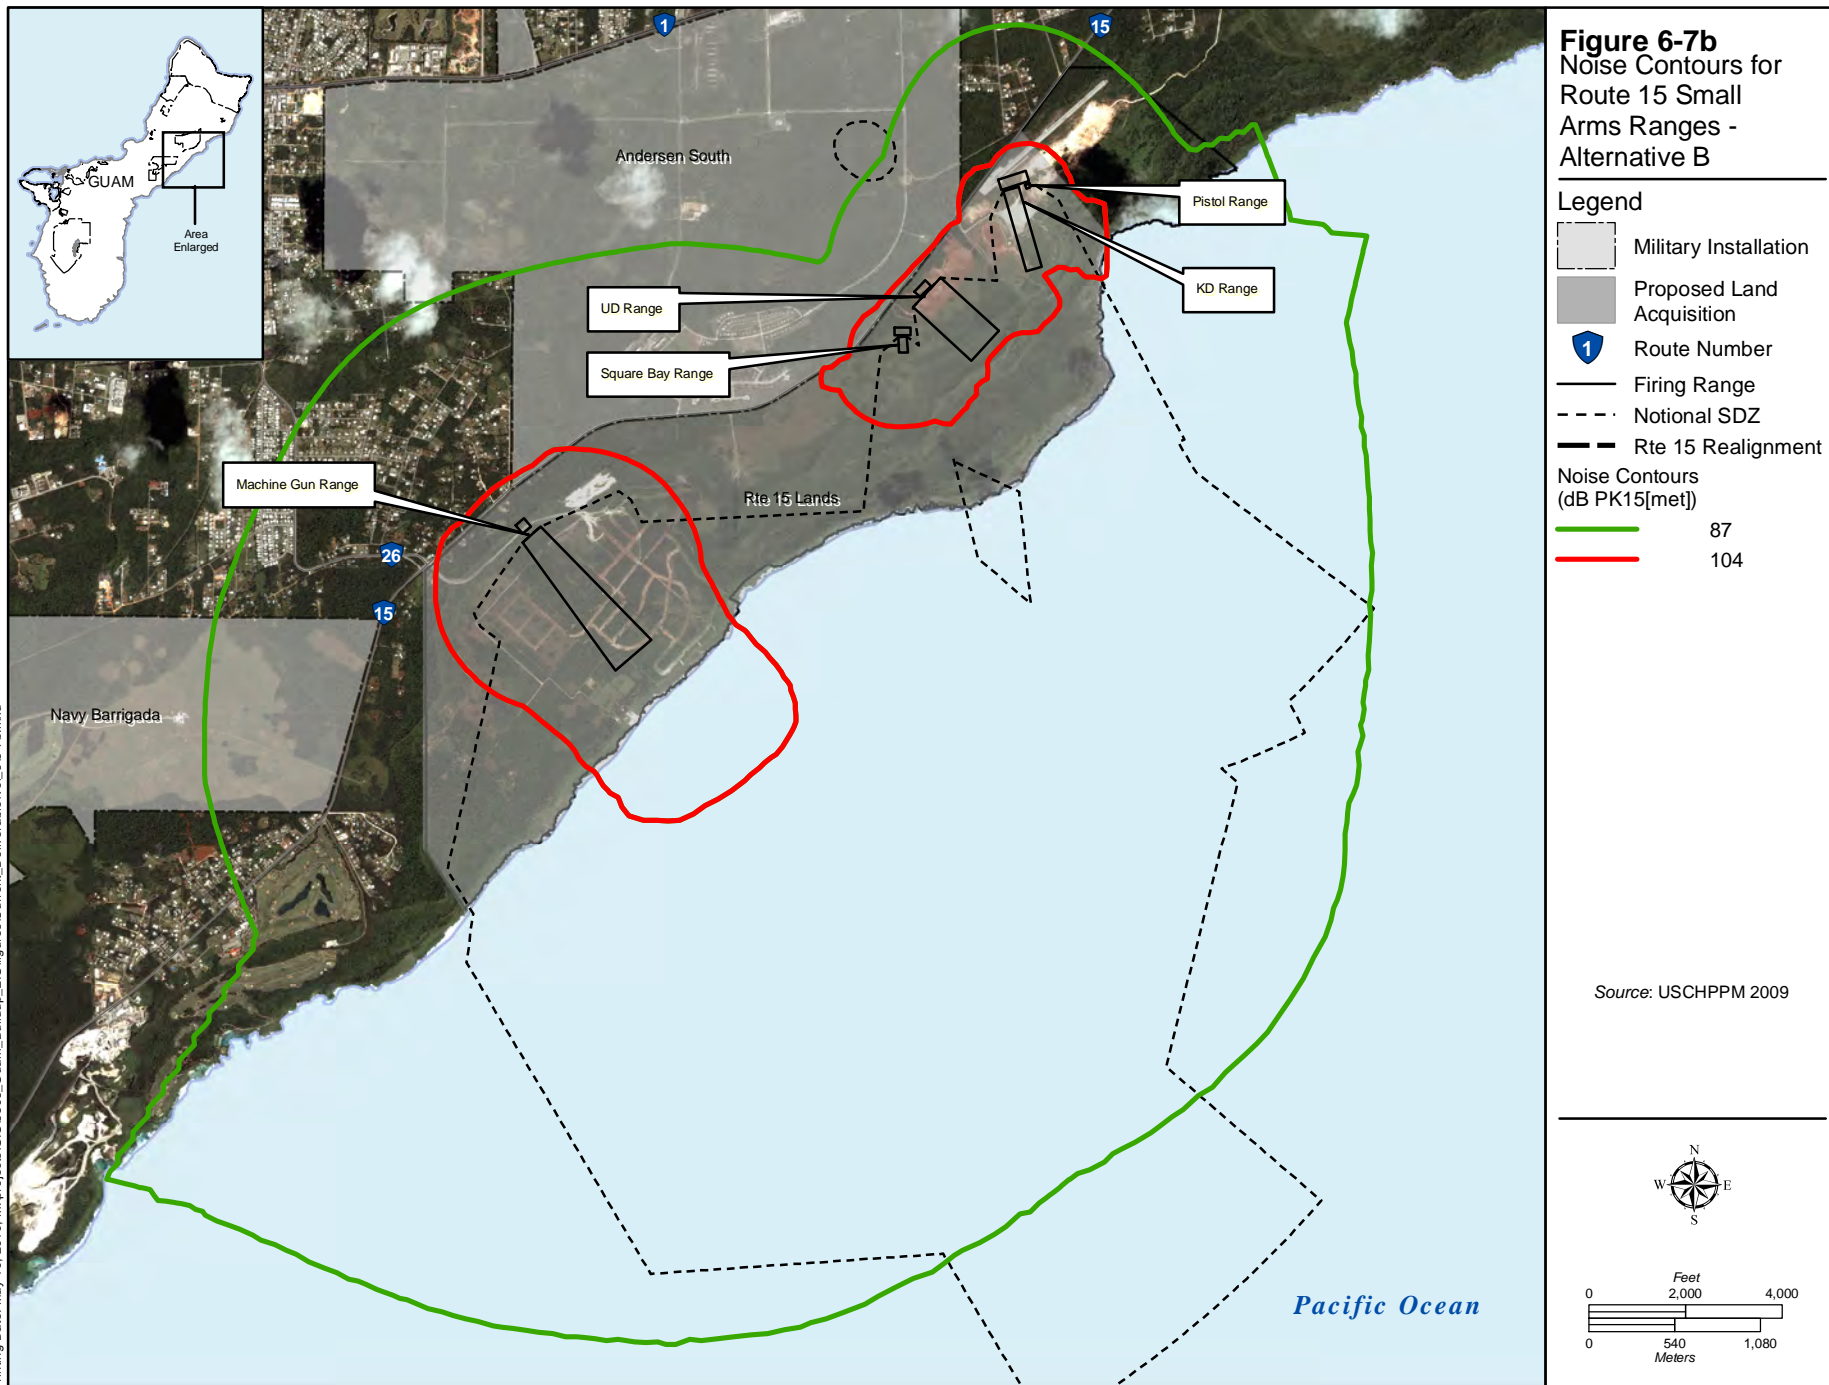 GUAM
Area
Enlarged
1
15
Andersen South
Pistol Range
KD Range
UD Range
Square Bay Range
Machine Gun Range
Rte 15 Lands
26
15
Navy Barrigada
Pacific Ocean
Figure 6-7b
Noise Contours for
Route 15 Small
Arms Ranges -
Alternative B
Legend
Military Installation
Proposed Land
Acquisition
1 Route Number
Firing Range
Notional SDZ
Rte 15 Realignment
Noise Contours
(dB PK15[met])
87
104
Source: USCHPPM 2009
N
W E
S
Feet
0 2,000 4,000
0 540 1,080
Meters